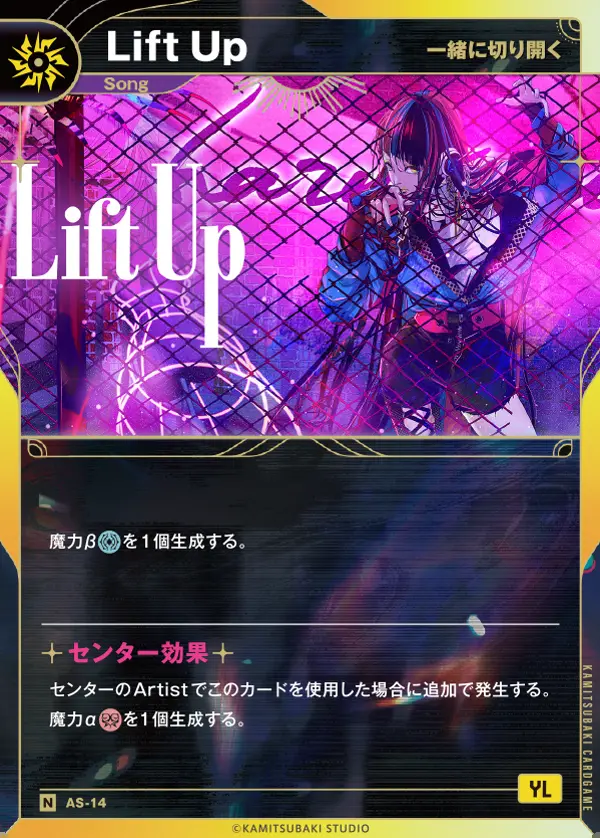 Lift Up
一緒に切り開く
Song
Lift Up
魔力βを1個生成する。
センター効果
センターのArtistでこのカードを使用した場合に追加で発生する。
魔力αを1個生成する。
KAMITSUBAKI CARDGAME
YL
N AS-14
©KAMITSUBAKI STUDIO